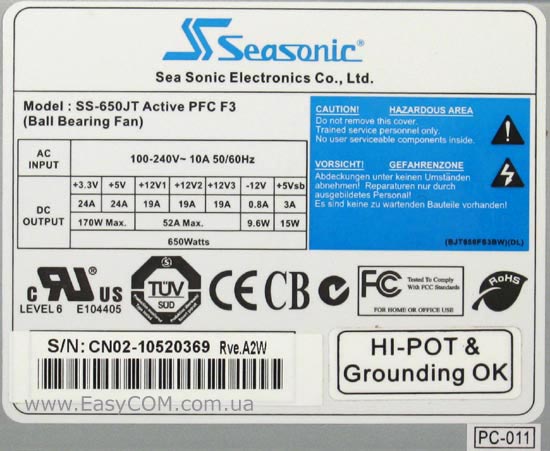 Seasonic®
Sea Sonic Electronics Co., Ltd.
Model : SS-650JT Active PFC F3
(Ball Bearing Fan)
AC INPUT 100-240V~ 10A 50/60Hz
DC OUTPUT
+3.3V +5V +12V1 +12V2 +12V3 -12V +5Vsb
24A 24A 19A 19A 19A 0.8A 3A
170W Max. 52A Max. 9.6W 15W
650Watts
CAUTION! HAZARDOUS AREA
Do not remove this cover.
Trained service personnel only.
No user serviceable components inside.
VORSICHT! GEFAHRENZONE
Abdeckungen unter keinen Umständen
abnehmen! Reparaturen nur durch
ausgebildetes Personal!
Es sind keine zu wartenden Bauteile vorhanden!
c RU US
LEVEL 6 E104405
TÜV
SÜD
CE CB N
FC Tested To Comply
With FCC Standards
FOR HOME OR OFFICE USE
RoHS
S/N: CN02-10520369 Rve.A2W
HI-POT &
Grounding OK
www.EasyCOM.com.ua
PC-011